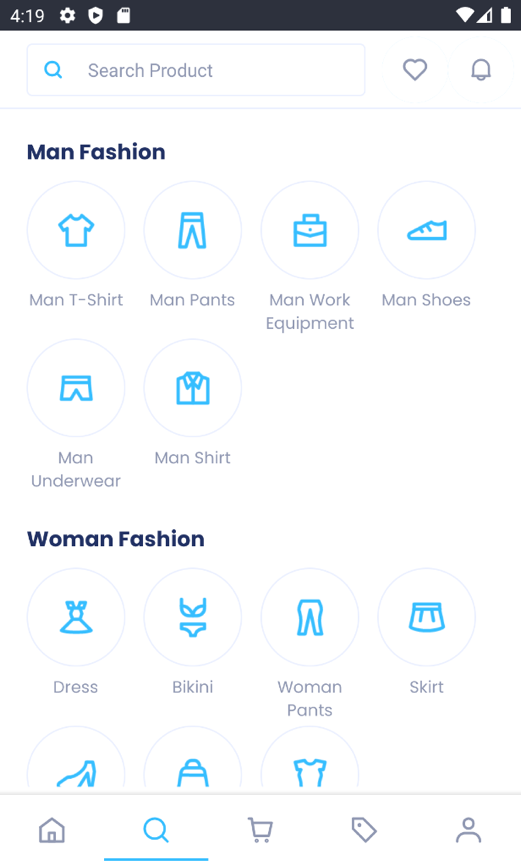 4:19
Search Product
Man Fashion
Man T-Shirt
Man Pants
Man Work
Equipment
Man Shoes
Man
Underwear
Man Shirt
Woman Fashion
Dress
Bikini
Woman
Pants
Skirt